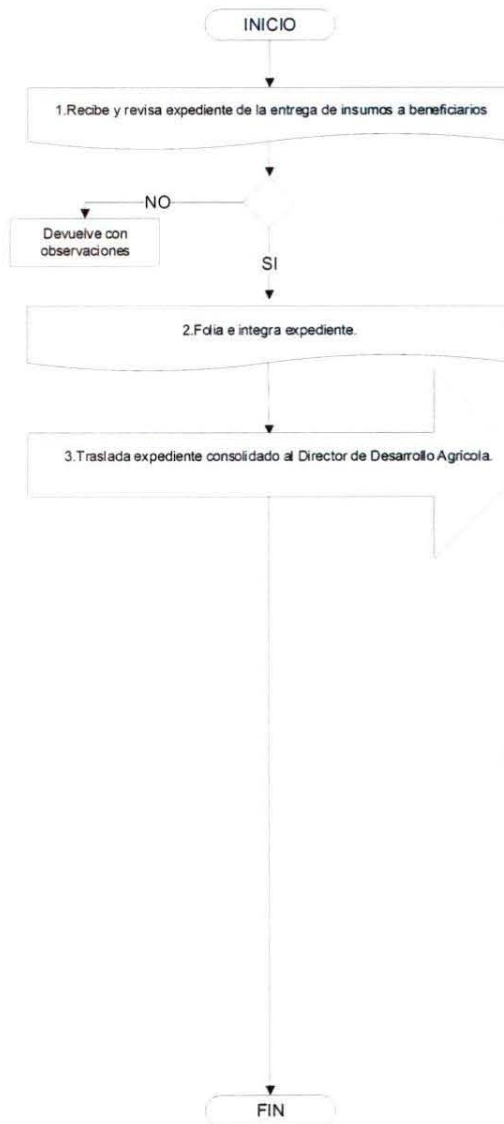 INICIO
1.Recibe y revisa expediente de la entrega de insumos a beneficiarios
NO
Devuelve con
observaciones
SI
2.Folia e integra expediente.
3.Traslada expediente consolidado al Director de Desarrollo Agrícola.
FIN